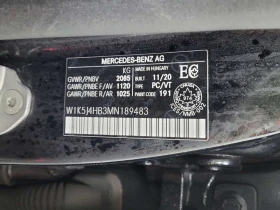 MERCEDES-BENZ AG
KG
GVWR/PNBV 2085 BUILT 11/20
GAWR/PNBE F/AV 1120 TYPE PC/VT
GAWR/PNBE R/AR 1025 PAINT 191
EC
W1K5J4HB3MN189483
MADE IN HUNGARY